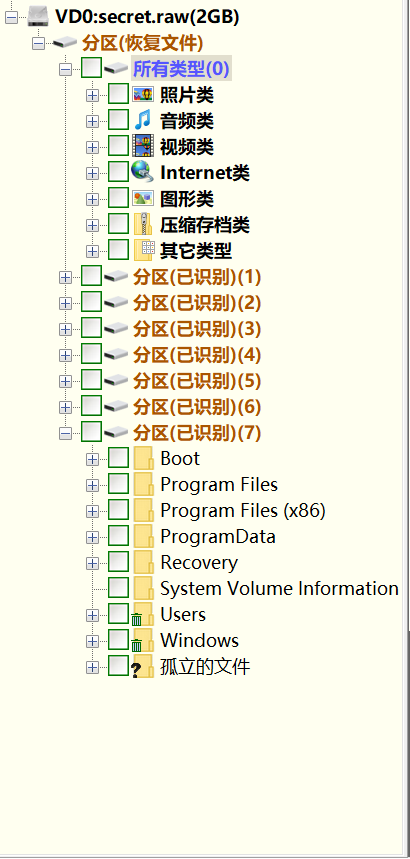 VD0:secret.raw(2GB)
分区(恢复文件)
所有类型(0)
照片类
音频类
视频类
Internet类
图形类
压缩存档类
其它类型
分区(已识别)(1)
分区(已识别)(2)
分区(已识别)(3)
分区(已识别)(4)
分区(已识别)(5)
分区(已识别)(6)
分区(已识别)(7)
Boot
Program Files
Program Files (x86)
ProgramData
Recovery
System Volume Information
Users
Windows
孤立的文件